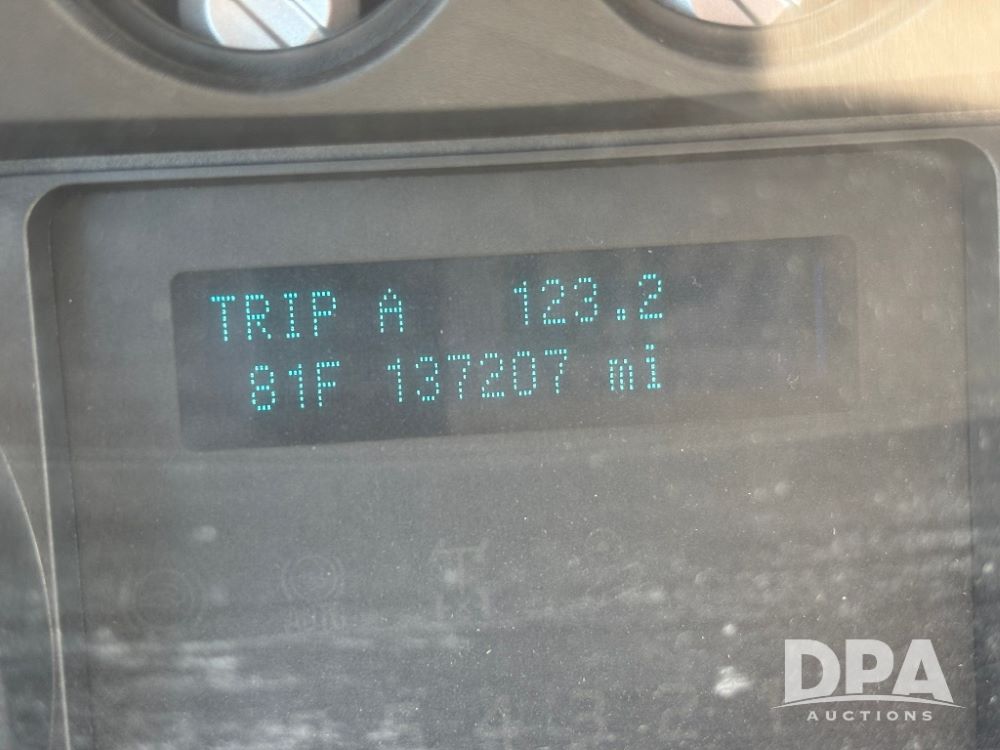 TRIP A 123.2
81F 137207 mi
DPA
AUCTIONS